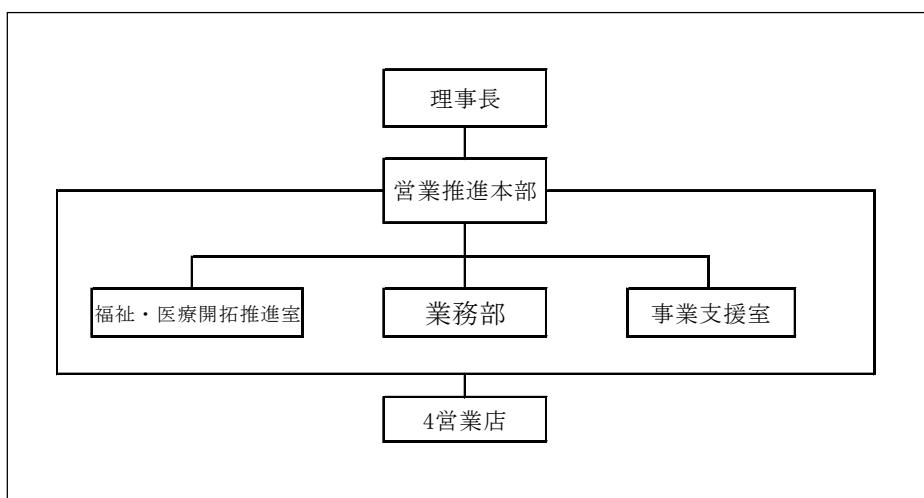 理事長
営業推進本部
福祉・医療開拓推進室
業務部
事業支援室
4営業店